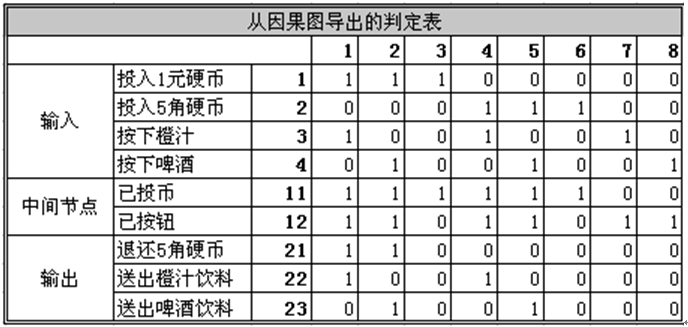 从因果图导出的判定表
1 2 3 4 5 6 7 8
输入 投入1元硬币 1 1 1 1 0 0 0 0 0
投入5角硬币 2 0 0 0 1 1 1 0 0
按下橙汁 3 1 0 0 1 0 0 1 0
按下啤酒 4 0 1 0 0 1 0 0 1
中间节点 已投币 11 1 1 1 1 1 1 0 0
已按钮 12 1 1 0 1 1 0 1 1
输出 退还5角硬币 21 1 1 0 0 0 0 0 0
送出橙汁饮料 22 1 0 0 1 0 0 0 0
送出啤酒饮料 23 0 1 0 0 1 0 0 0